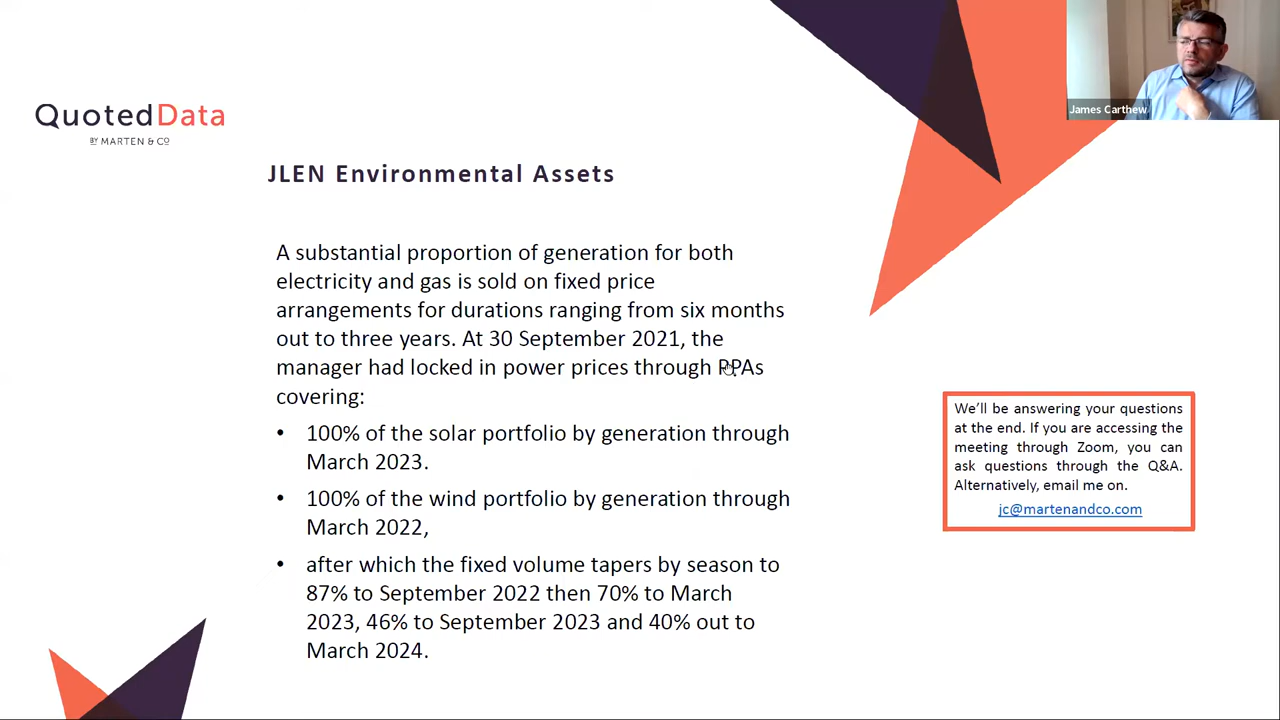 James Carthew
QuotedData
BY MARTEN & CO
JLEN Environmental Assets
A substantial proportion of generation for both
electricity and gas is sold on fixed price
arrangements for durations ranging from six months
out to three years. At 30 September 2021, the
manager had locked in power prices through PPAs
covering:
• 100% of the solar portfolio by generation through
March 2023.
• 100% of the wind portfolio by generation through
March 2022,
• after which the fixed volume tapers by season to
87% to September 2022 then 70% to March
2023, 46% to September 2023 and 40% out to
March 2024.
We'll be answering your questions
at the end. If you are accessing the
meeting through Zoom, you can
ask questions through the Q&A.
Alternatively, email me on.
jc@martenandco.com